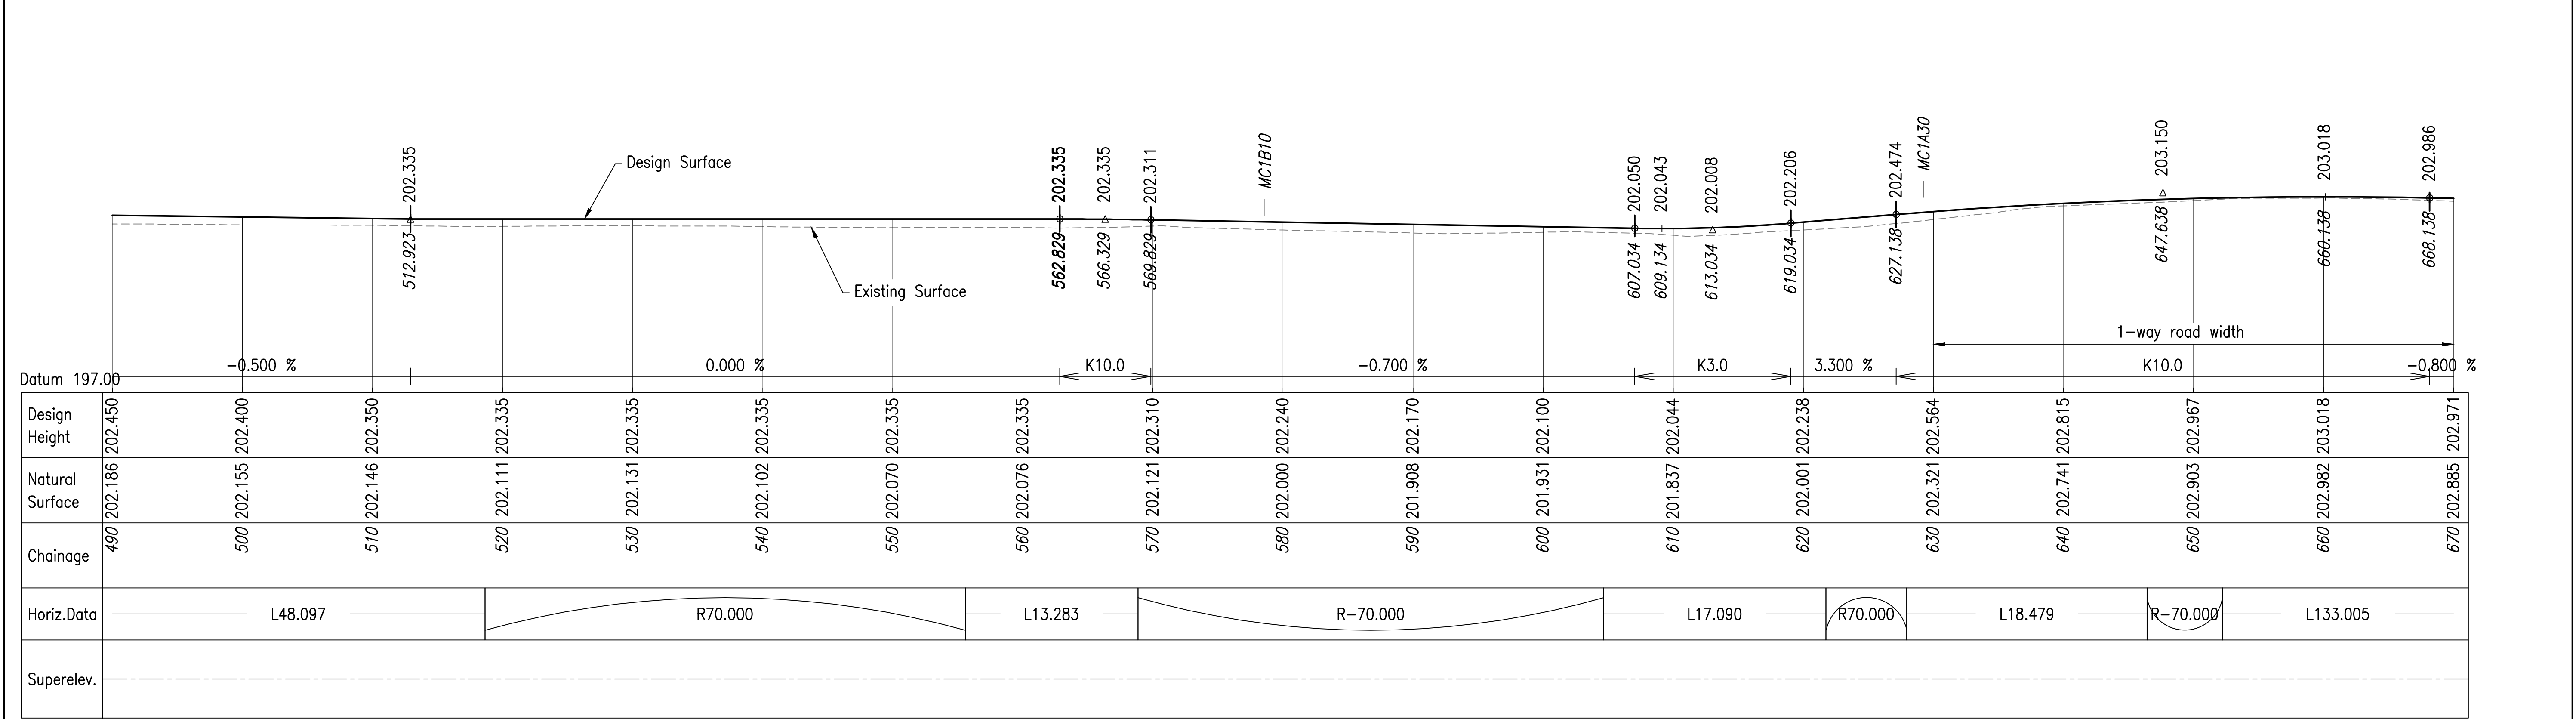 MC1B10
MC1A30
202.335
202.335
202.335
202.311
202.050
202.043
202.008
202.206
202.474
203.150
203.018
202.986
Design Surface
Existing Surface
512.923
562.829
566.329
569.829
607.034
609.134
613.034
619.034
627.138
647.638
660.138
668.138
1-way road width
-0.500 % 0.000 % K10.0 -0.700 % K3.0 3.300 % K10.0 -0.800 %
Datum 197.00
Design
Height
202.450 202.400 202.350 202.335 202.335 202.335 202.335 202.335 202.310 202.240 202.170 202.100 202.044 202.238 202.564 202.815 202.967 203.018 202.971
Natural
Surface
202.186 202.155 202.146 202.111 202.131 202.102 202.070 202.076 202.121 202.000 201.908 201.931 201.837 202.001 202.321 202.741 202.903 202.982 202.885
Chainage 490 500 510 520 530 540 550 560 570 580 590 600 610 620 630 640 650 660 670
Horiz.Data L48.097 R70.000 L13.283 R-70.000 L17.090 R70.000 L18.479 R-70.000 L133.005
Superelev.